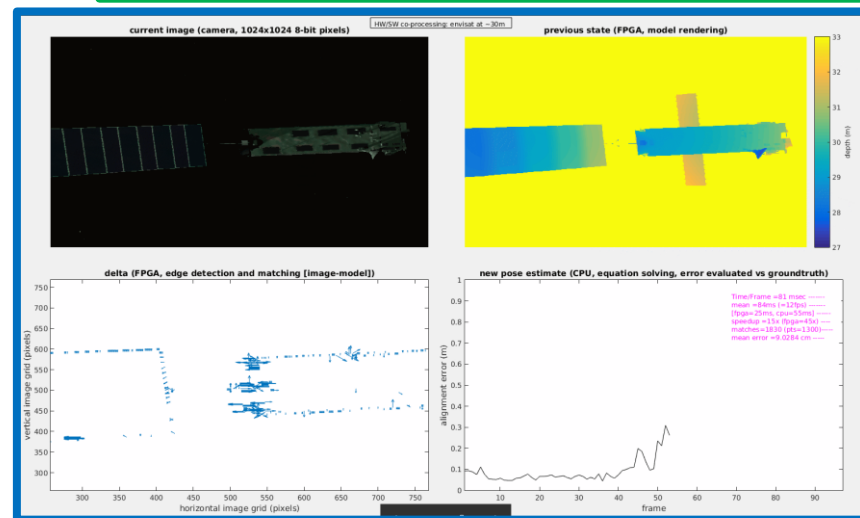 HW/SW co-processing: envisat at ~30m
current image (camera, 1024x1024 8-bit pixels)
previous state (FPGA, model rendering)
33
32
31
30
29
28
27
depth (m)
delta (FPGA, edge detection and matching [image-model])
750
700
650
600
550
500
450
400
350
300
vertical image grid (pixels)
300 350 400 450 500 550 600 650 700 750
horizontal image grid (pixels)
new pose estimate (CPU, equation solving, error evaluated vs groundtruth)
Time/Frame =81 msec ------
mean =84ms (=12fps) ------
[fpga=25ms, cpu=55ms] -----
speedup =15x (fpga=45x) ----
matches=1830 (pts=1300)-----
mean error =9.0284 cm ----
1
0.9
0.8
0.7
0.6
0.5
0.4
0.3
0.2
0.1
0
alignment error (m)
10 20 30 40 50 60 70 80 90
frame